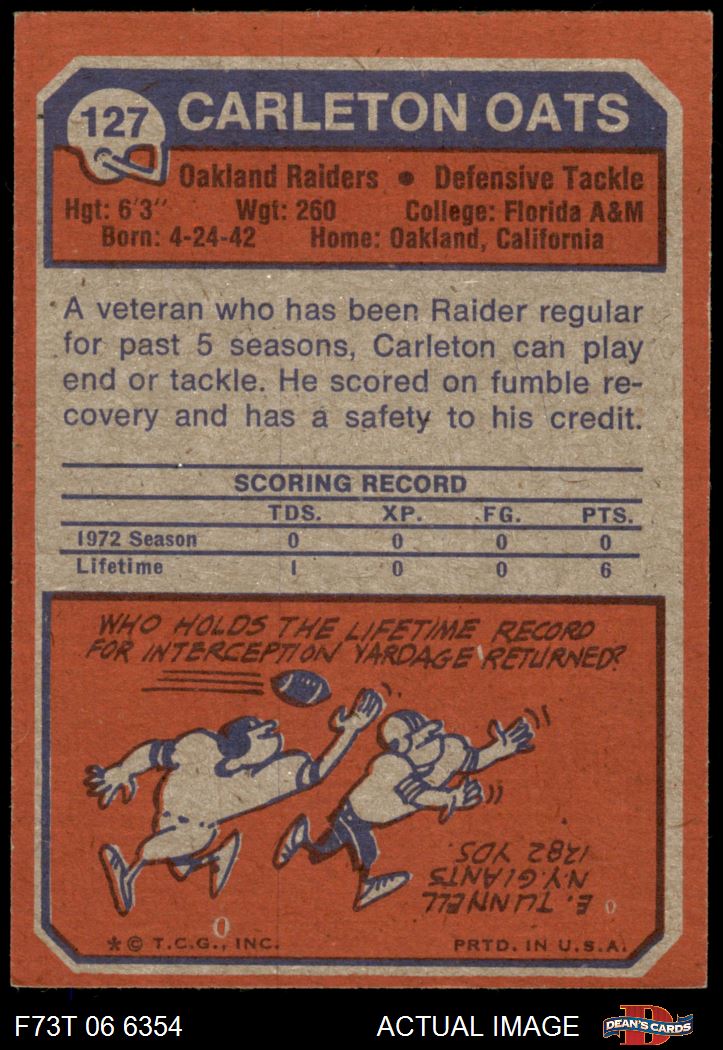 127 CARLETON OATS
Oakland Raiders • Defensive Tackle
Hgt: 6'3" Wgt: 260 College: Florida A&M
Born: 4-24-42 Home: Oakland, California
A veteran who has been Raider regular
for past 5 seasons, Carleton can play
end or tackle. He scored on fumble re-
covery and has a safety to his credit.
SCORING RECORD
TDS. XP. FG. PTS.
1972 Season 0 0 0 0
Lifetime 1 0 0 6
WHO HOLDS THE LIFETIME RECORD
FOR INTERCEPTION YARDAGE RETURNED?
E. TUNNELL
N.Y. GIANTS
1282 YDS.
* © T.C.G., INC. PRTD. IN U.S.A.
F73T 06 6354 ACTUAL IMAGE D DEAN'S CARDS